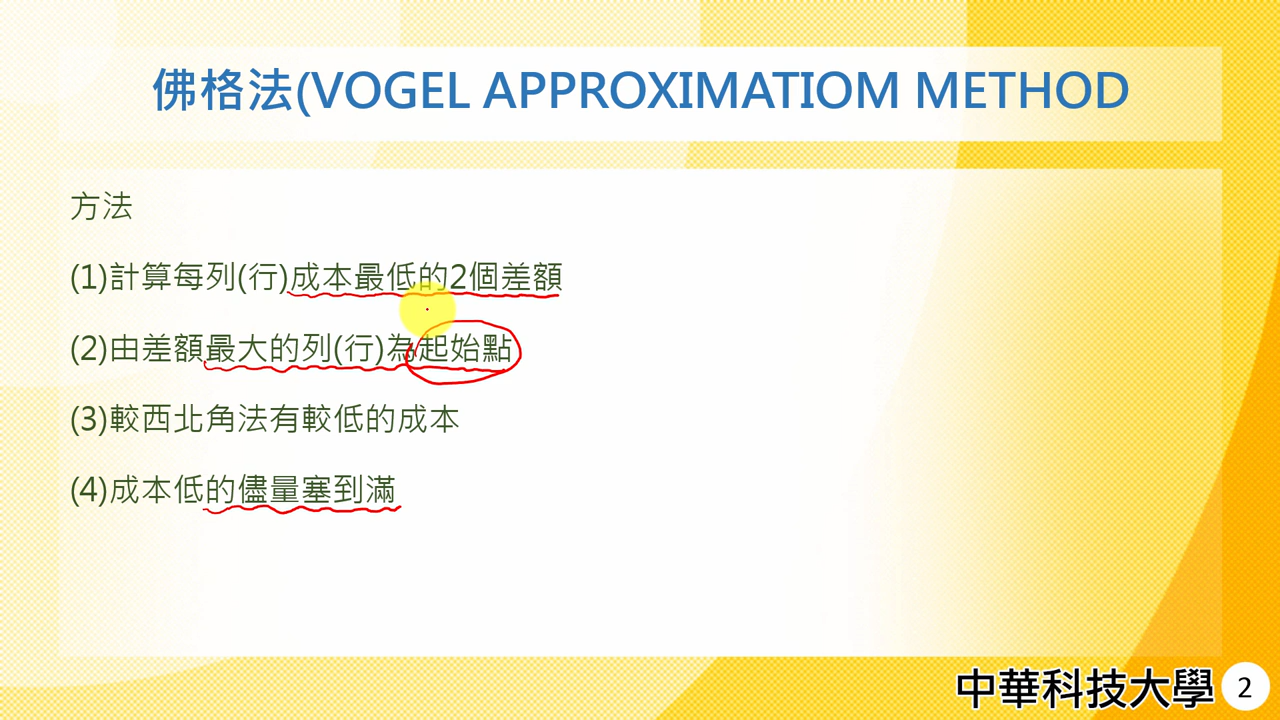 佛格法(VOGEL APPROXIMATIOM METHOD
方法
(1)計算每列(行)成本最低的2個差額
(2)由差額最大的列(行)為起始點
(3)較西北角法有較低的成本
(4)成本低的儘量塞到滿
中華科技大學 2